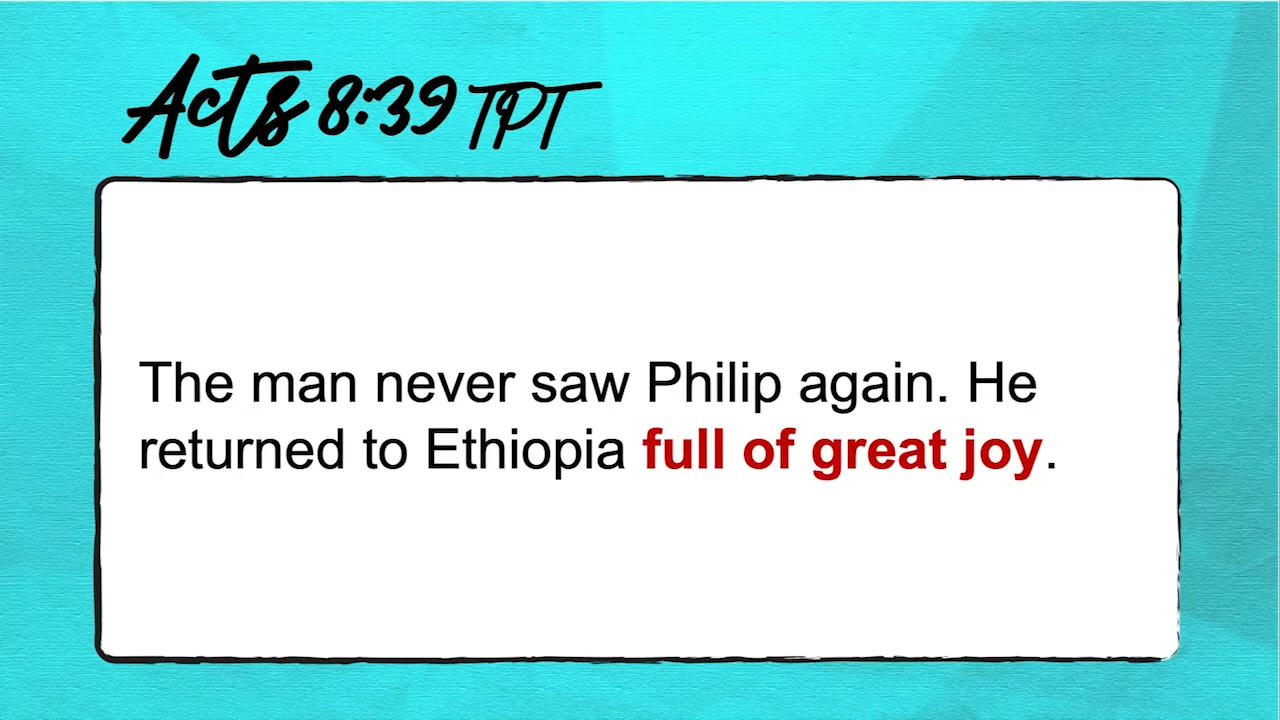 Acts 8:39 TPT
The man never saw Philip again. He
returned to Ethiopia full of great joy.